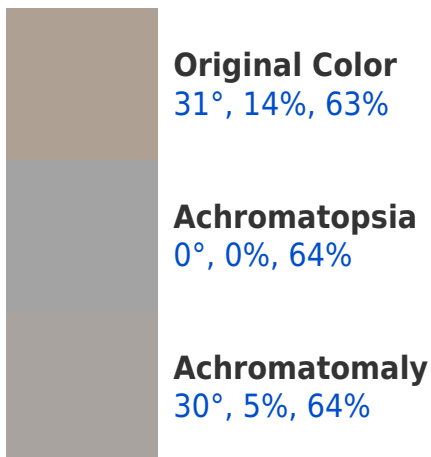 Original Color
31°, 14%, 63%
Achromatopsia
0°, 0%, 64%
Achromatomaly
30°, 5%, 64%